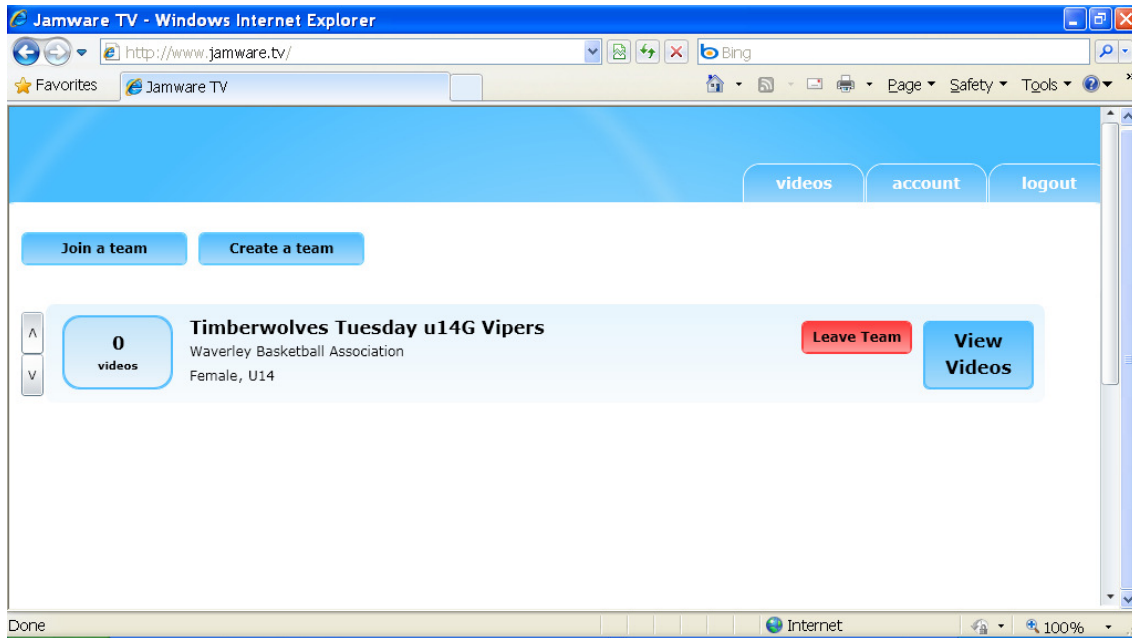 Jamware TV - Windows Internet Explorer
http://www.jamware.tv/
Bing
Favorites
Jamware TV
Page
Safety
Tools
videos
account
logout
Join a team
Create a team
0
videos
Timberwolves Tuesday u14G Vipers
Waverley Basketball Association
Female, U14
Leave Team
View
Videos
Done
Internet
100%